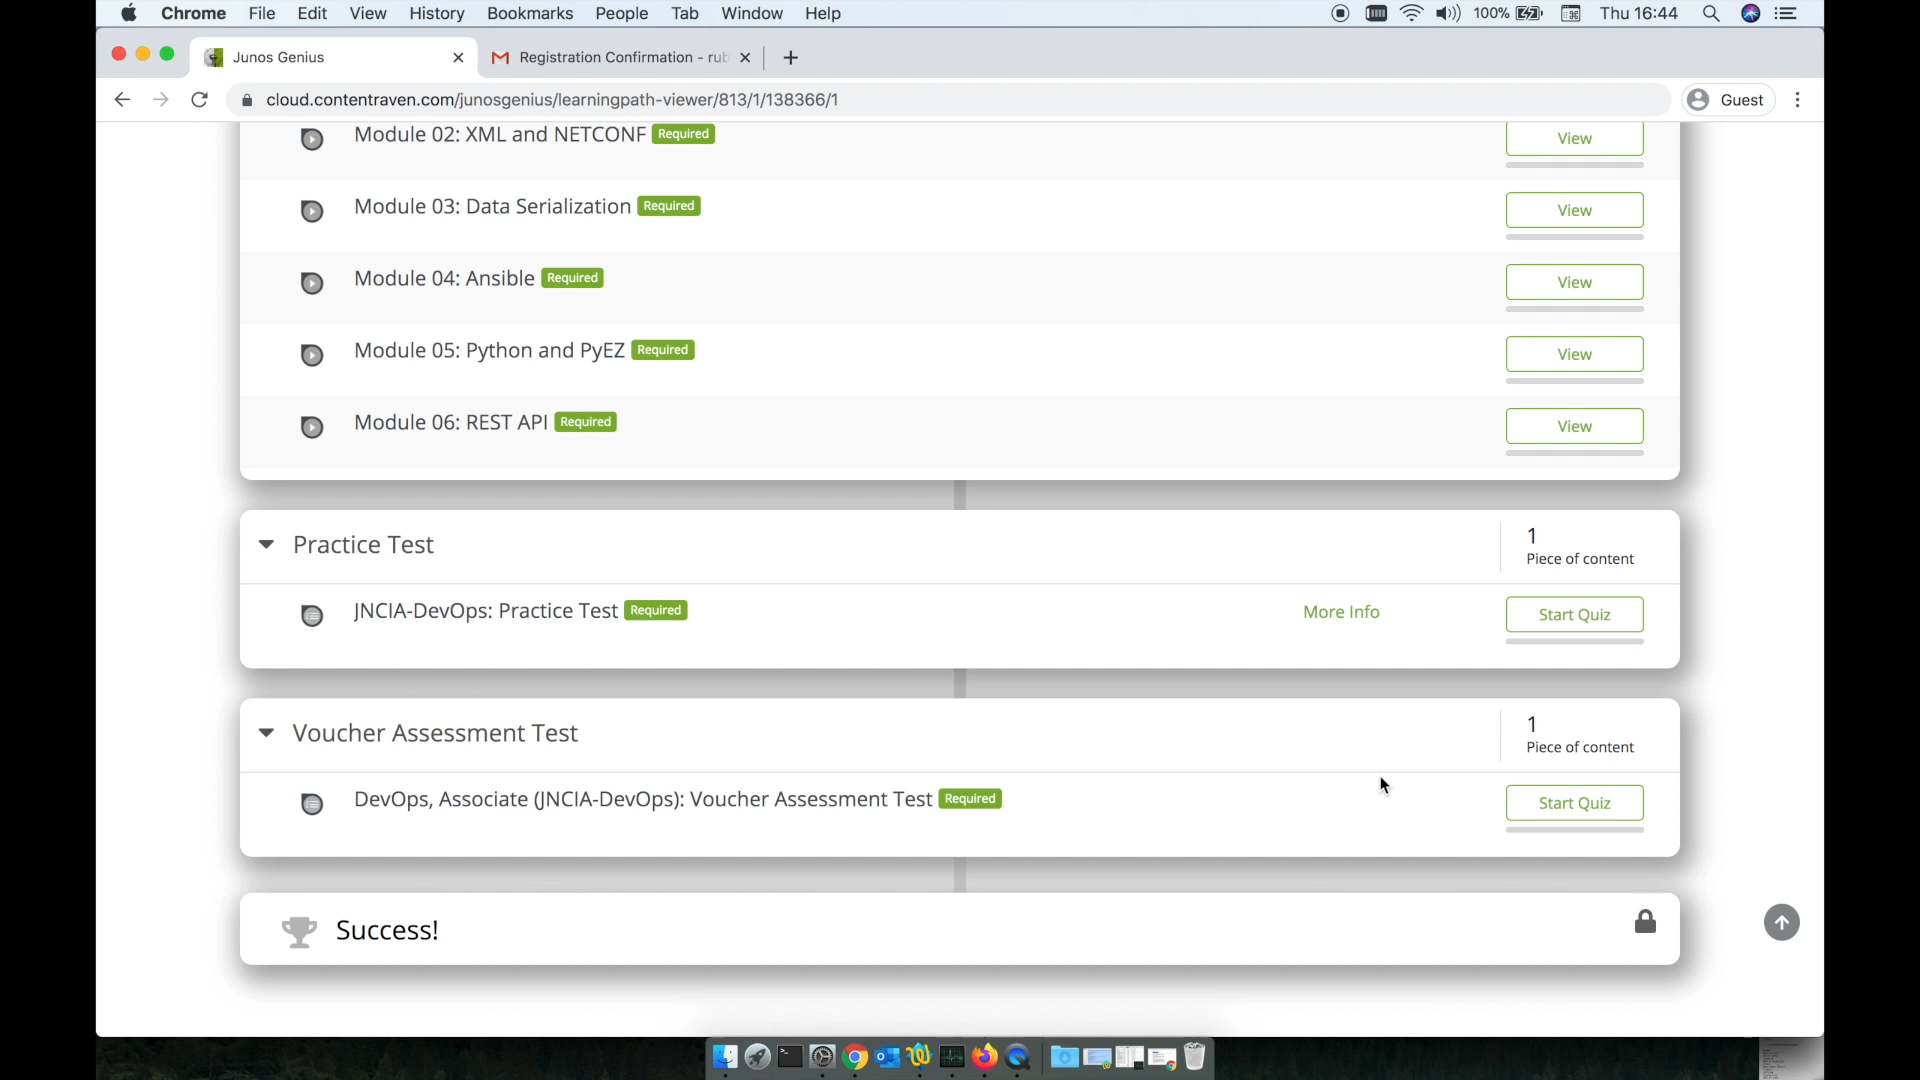 Chrome File Edit View History Bookmarks People Tab Window Help 100% Thu 16:44
Junos Genius Registration Confirmation - rub
cloud.contentraven.com/junosgenius/learningpath-viewer/813/1/138366/1 Guest
Module 02: XML and NETCONF Required View
Module 03: Data Serialization Required View
Module 04: Ansible Required View
Module 05: Python and PyEZ Required View
Module 06: REST API Required View
Practice Test 1
Piece of content
JNCIA-DevOps: Practice Test Required More Info Start Quiz
Voucher Assessment Test 1
Piece of content
DevOps, Associate (JNCIA-DevOps): Voucher Assessment Test Required Start Quiz
Success!